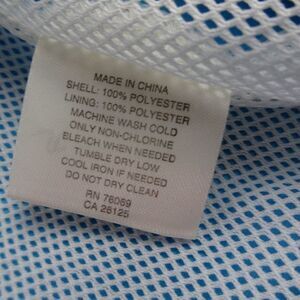 MADE IN CHINA
SHELL: 100% POLYESTER
LINING: 100% POLYESTER
MACHINE WASH COLD
ONLY NON-CHLORINE
BLEACH WHEN NEEDED
TUMBLE DRY LOW
COOL IRON IF NEEDED
DO NOT DRY CLEAN
RN 76069
CA 26125